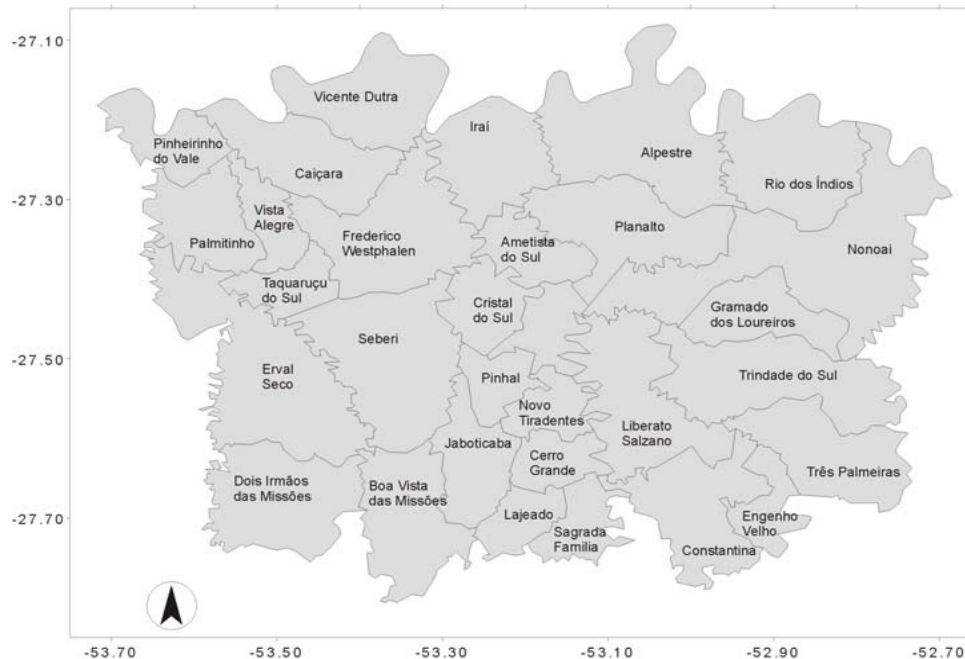 -27.10
-27.30
-27.50
-27.70
Vicente Dutra
Iraí
Pinheirinho
do Vale
Caiçara
Alpestre
Rio dos Índios
Vista
Alegre
Palmitinho
Frederico
Westphalen
Ametista
do Sul
Planalto
Nonoai
Taquaruçu
do Sul
Cristal
do Sul
Gramado
dos Loureiros
Seberi
Erval
Seco
Pinhal
Trindade do Sul
Novo
Tiradentes
Liberato
Salzano
Jaboticaba
Cerro
Grande
Três Palmeiras
Dois Irmãos
das Missões
Boa Vista
das Missões
Lajeado
Sagrada
Familia
Engenho
Velho
Constantina
-53.70
-53.50
-53.30
-53.10
-52.90
-52.70